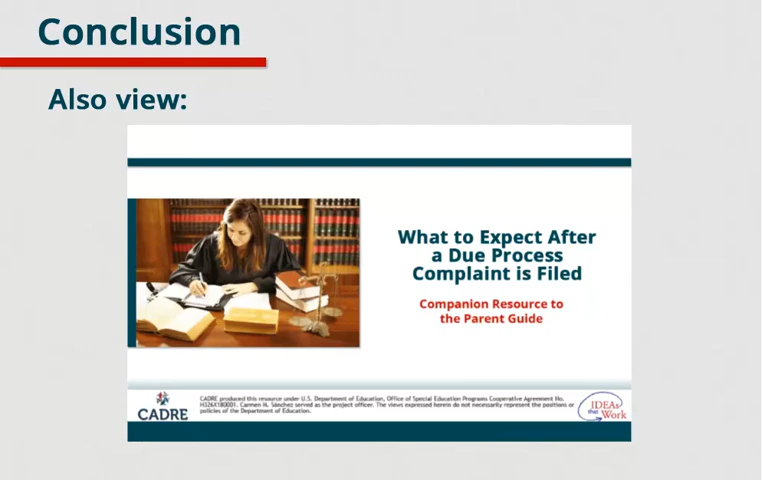 Conclusion
Also view:
What to Expect After
a Due Process
Complaint is Filed
Companion Resource to
the Parent Guide
CADRE
CADRE produced this resource under U.S. Department of Education, Office of Special Education Programs Cooperative Agreement No.
H326X180001. Carmen M. Sánchez served as the project officer. The views expressed herein do not necessarily represent the positions or
policies of the Department of Education.
IDEAs
that Work